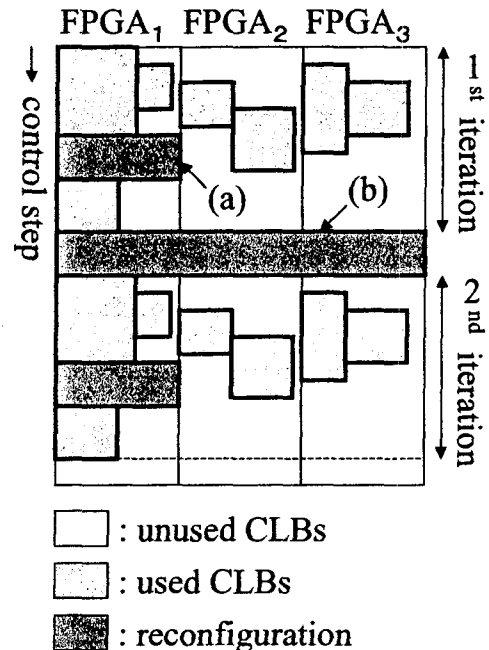 FPGA₁ FPGA₂ FPGA₃
→ control step
1st iteration
(a)
(b)
2nd iteration
: unused CLBs
: used CLBs
: reconfiguration